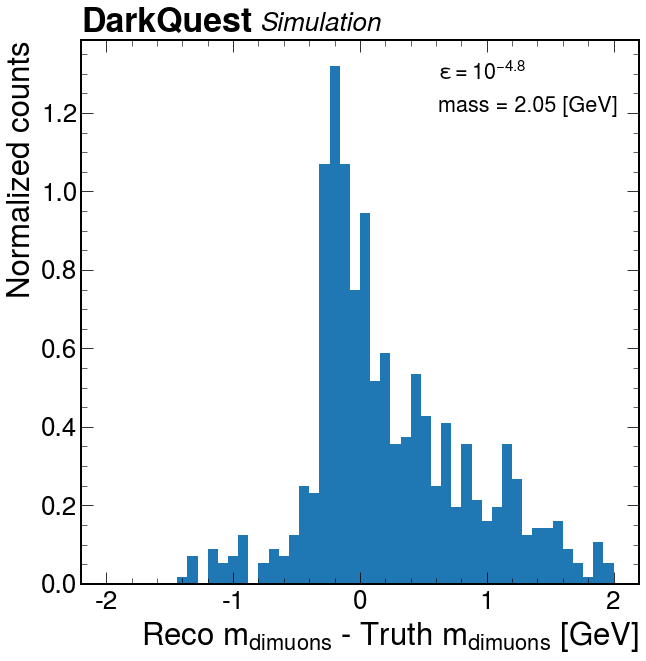 DarkQuest Simulation
ε = 10⁻⁴·⁸
mass = 2.05 [GeV]
Normalized counts
1.2
1.0
0.8
0.6
0.4
0.2
0.0
-2 -1 0 1 2
Reco m_dimuons - Truth m_dimuons [GeV]